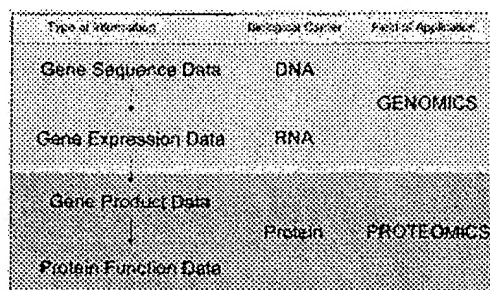 Type of Information Biological Carrier Field of Application
Gene Sequence Data DNA
GENOMICS
Gene Expression Data RNA
Gene Product Data
Protein PROTEOMICS
Protein Function Data